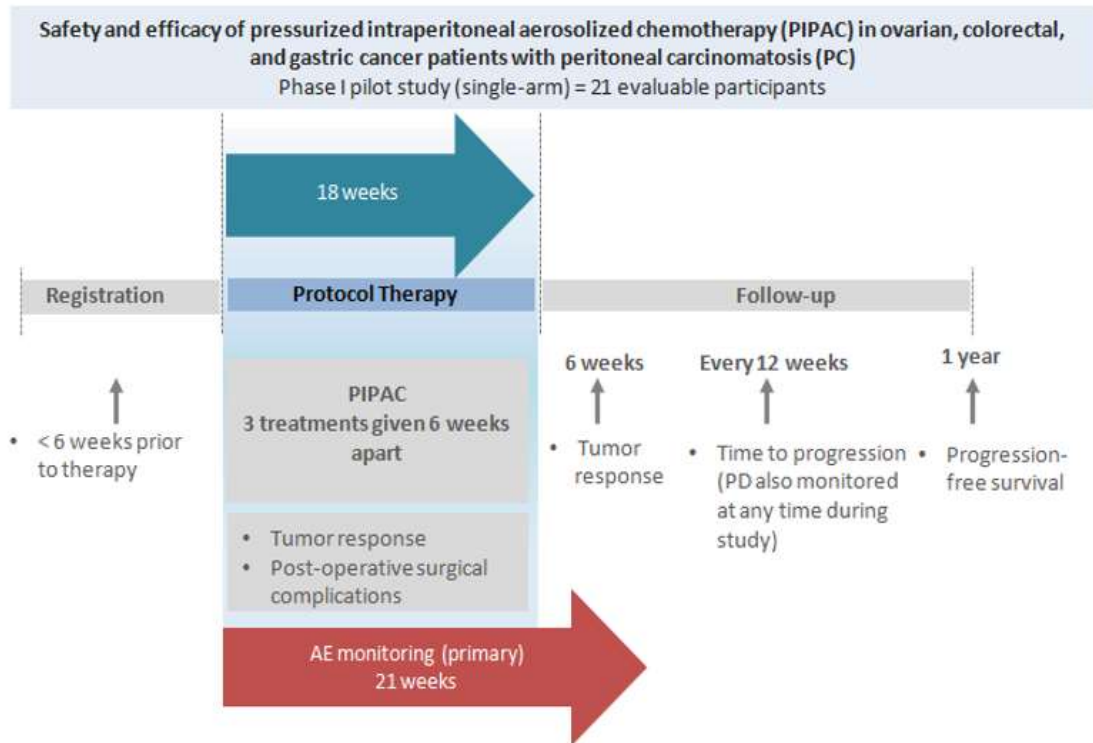 Safety and efficacy of pressurized intraperitoneal aerosolized chemotherapy (PIPAC) in ovarian, colorectal,
and gastric cancer patients with peritoneal carcinomatosis (PC)
Phase I pilot study (single-arm) = 21 evaluable participants
18 weeks
Registration
Protocol Therapy
Follow-up
• < 6 weeks prior
to therapy
PIPAC
3 treatments given 6 weeks
apart
• Tumor response
• Post-operative surgical
complications
6 weeks
• Tumor
response
Every 12 weeks
• Time to progression
(PD also monitored
at any time during
study)
1 year
• Progression-
free survival
AE monitoring (primary)
21 weeks